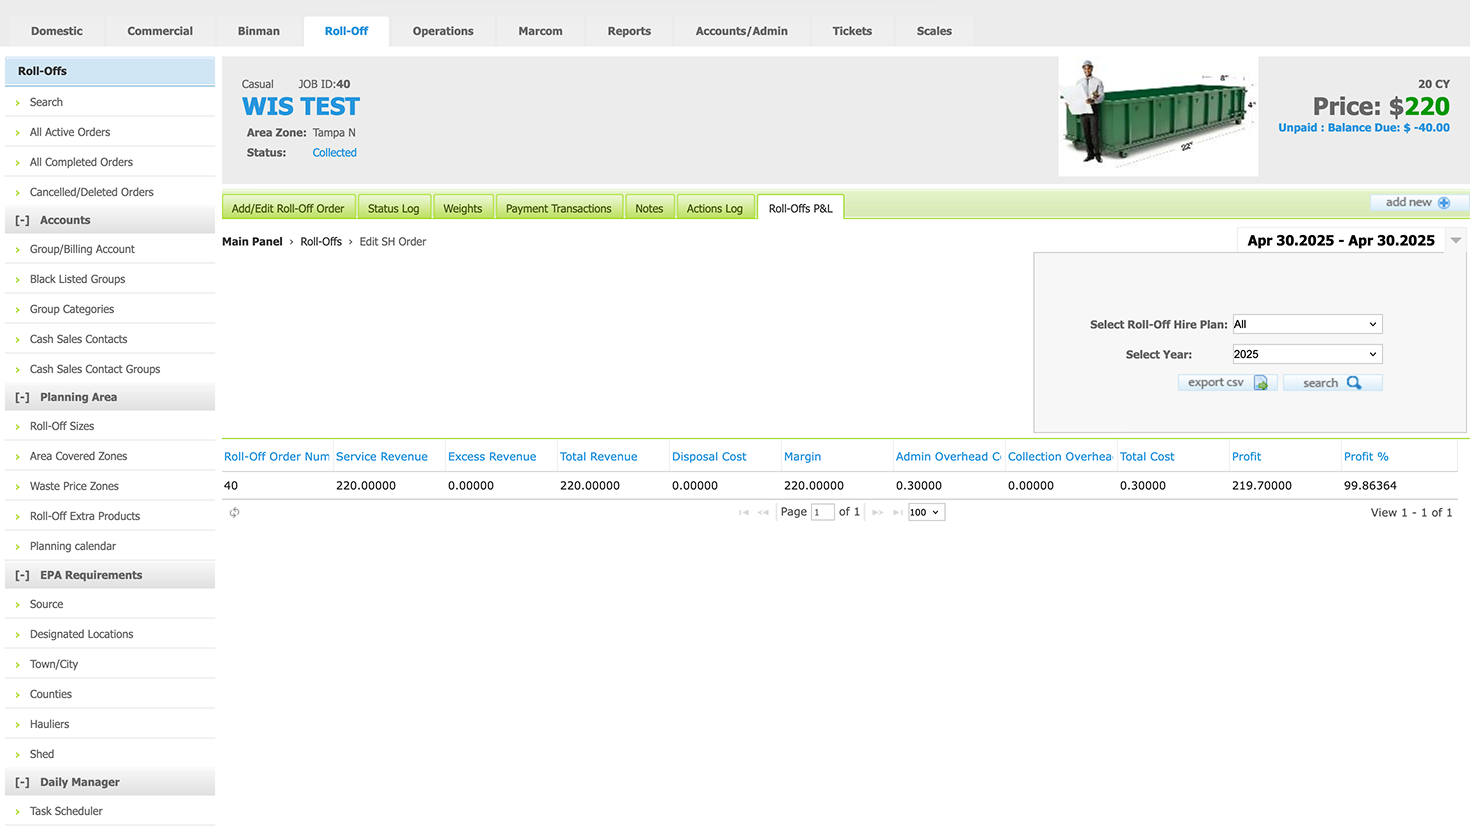 Domestic Commercial Binman Roll-Off Operations Marcom Reports Accounts/Admin Tickets Scales
Roll-Offs
Search
All Active Orders
All Completed Orders
Cancelled/Deleted Orders
[-] Accounts
Group/Billing Account
Black Listed Groups
Group Categories
Cash Sales Contacts
Cash Sales Contact Groups
[-] Planning Area
Roll-Off Sizes
Area Covered Zones
Waste Price Zones
Roll-Off Extra Products
Planning calendar
[-] EPA Requirements
Source
Designated Locations
Town/City
Counties
Hauliers
Shed
[-] Daily Manager
Task Scheduler
Casual JOB ID:40
WIS TEST
Area Zone: Tampa N
Status: Collected
8"
4"
22"
20 CY
Price: $220
Unpaid : Balance Due: $ -40.00
Add/Edit Roll-Off Order Status Log Weights Payment Transactions Notes Actions Log Roll-Offs P&L
add new
Main Panel › Roll-Offs › Edit SH Order
Apr 30.2025 - Apr 30.2025
Select Roll-Off Hire Plan: All
Select Year: 2025
export csv search
Roll-Off Order Num Service Revenue Excess Revenue Total Revenue Disposal Cost Margin Admin Overhead C Collection Overhea Total Cost Profit Profit %
40 220.00000 0.00000 220.00000 0.00000 220.00000 0.30000 0.00000 0.30000 219.70000 99.86364
Page 1 of 1 100 View 1 - 1 of 1